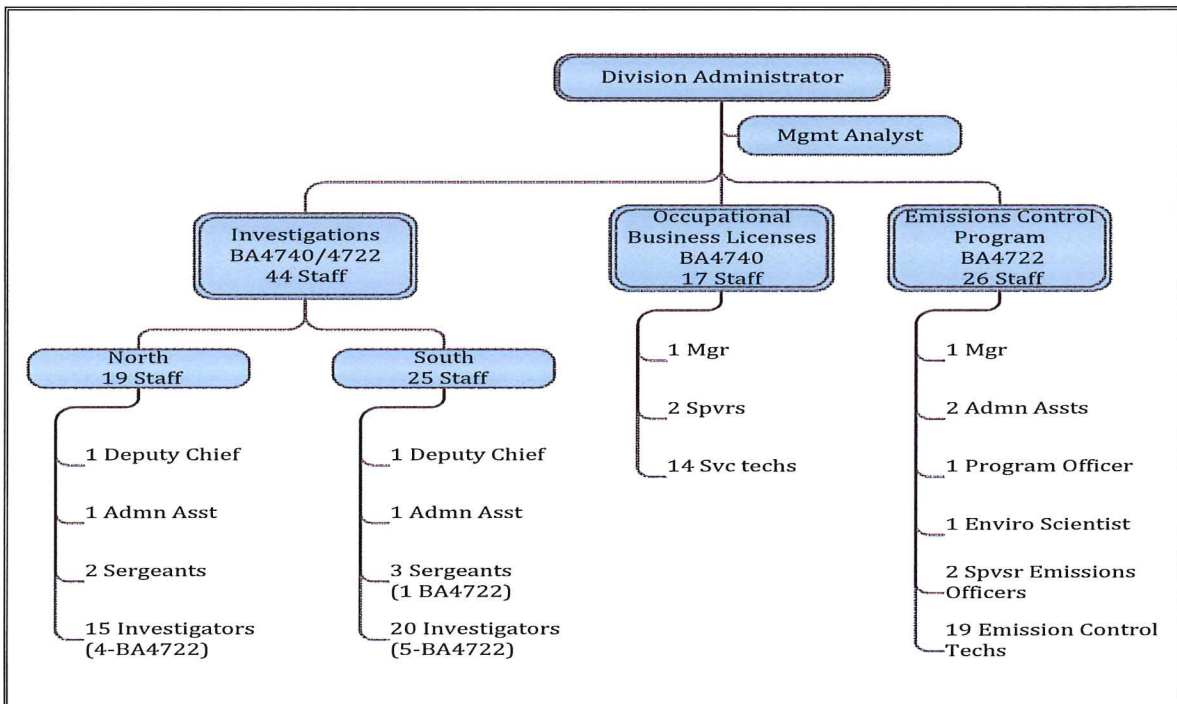 Division Administrator
Mgmt Analyst
Investigations
BA4740/4722
44 Staff
Occupational
Business Licenses
BA4740
17 Staff
Emissions Control
Program
BA4722
26 Staff
North
19 Staff
South
25 Staff
1 Deputy Chief
1 Admn Asst
2 Sergeants
15 Investigators
(4-BA4722)
1 Deputy Chief
1 Admn Asst
3 Sergeants
(1 BA4722)
20 Investigators
(5-BA4722)
1 Mgr
2 Spvrs
14 Svc techs
1 Mgr
2 Admn Assts
1 Program Officer
1 Enviro Scientist
2 Spvsr Emissions
Officers
19 Emission Control
Techs